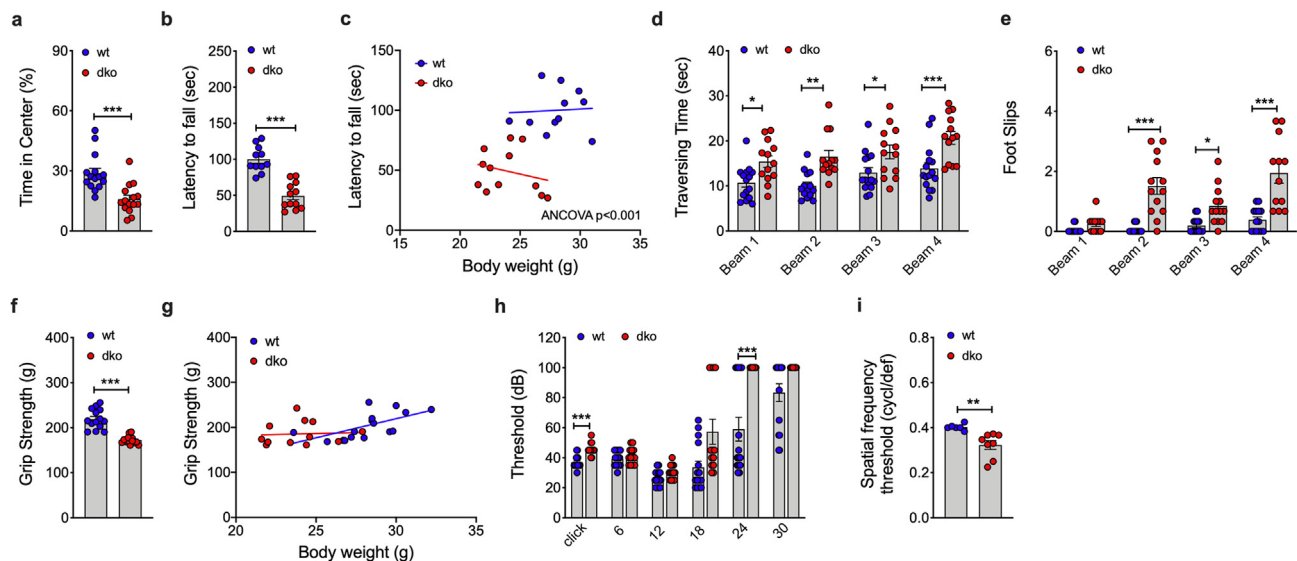 a
wt
dko
Time in Center (%)
90
60
30
0
***
b
wt
dko
Latency to fall (sec)
250
200
150
100
50
0
***
c
wt
dko
Latency to fall (sec)
150
100
50
0
15
20
25
30
35
Body weight (g)
ANCOVA p<0.001
d
wt
dko
Traversing Time (sec)
40
30
20
10
0
*
**
*
***
Beam 1
Beam 2
Beam 3
Beam 4
e
wt
dko
Foot Slips
6
4
2
0
***
*
***
Beam 1
Beam 2
Beam 3
Beam 4
f
wt
dko
Grip Strength (g)
400
300
200
100
0
***
g
wt
dko
Grip Strength (g)
400
300
200
100
0
20
25
30
35
Body weight (g)
h
wt
dko
Threshold (dB)
120
100
80
60
40
20
0
***
***
click
6
12
18
24
30
i
wt
dko
Spatial frequency
threshold (cycl/def)
0.8
0.6
0.4
0.2
0.0
**